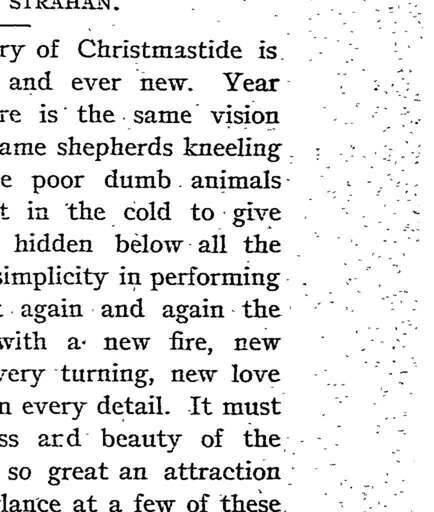 STRAHAN.
ry of Christmastide is
and ever new. Year
re is the same vision
ame shepherds kneeling
e poor dumb animals
t in the cold to give
hidden below all the
simplicity in performing
again and again the
with a new fire, new
very turning, new love
n every detail. It must
ss ard beauty of the
so great an attraction
lance at a few of these